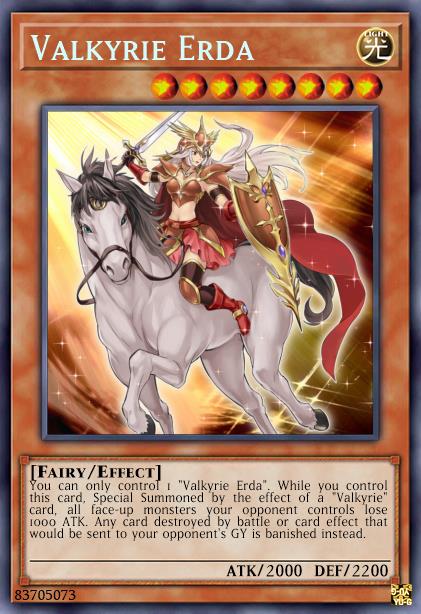 VALKYRIE ERDA
LIGHT
光
[FAIRY/EFFECT]
You can only control 1 "Valkyrie Erda". While you control
this card, Special Summoned by the effect of a "Valkyrie"
card, all face-up monsters your opponent controls lose
1000 ATK. Any card destroyed by battle or card effect that
would be sent to your opponent's GY is banished instead.
ATK/2000 DEF/2200
83705073